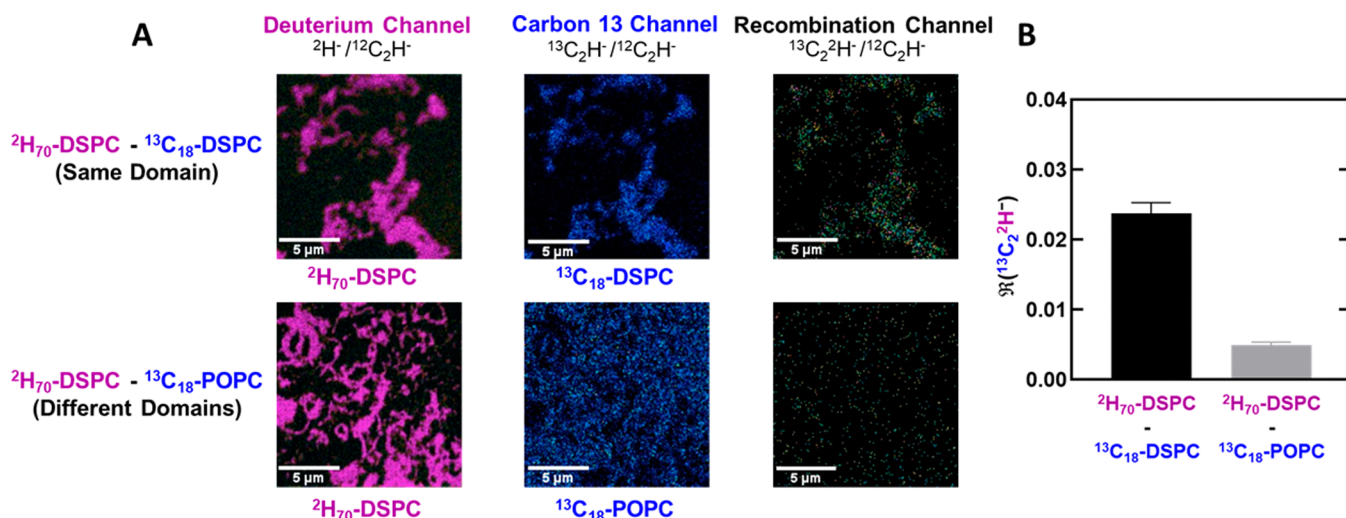 A
Deuterium Channel
²H⁻/¹²C₂H⁻
Carbon 13 Channel
¹³C₂H⁻/¹²C₂H⁻
Recombination Channel
¹³C₂²H⁻/¹²C₂H⁻
B
²H₇₀-DSPC - ¹³C₁₈-DSPC
(Same Domain)
5 µm
5 µm
5 µm
²H₇₀-DSPC
¹³C₁₈-DSPC
²H₇₀-DSPC - ¹³C₁₈-POPC
(Different Domains)
5 µm
5 µm
5 µm
²H₇₀-DSPC
¹³C₁₈-POPC
ℜ(¹³C₂²H⁻)
0.04
0.03
0.02
0.01
0.00
²H₇₀-DSPC
-
¹³C₁₈-DSPC
²H₇₀-DSPC
-
¹³C₁₈-POPC